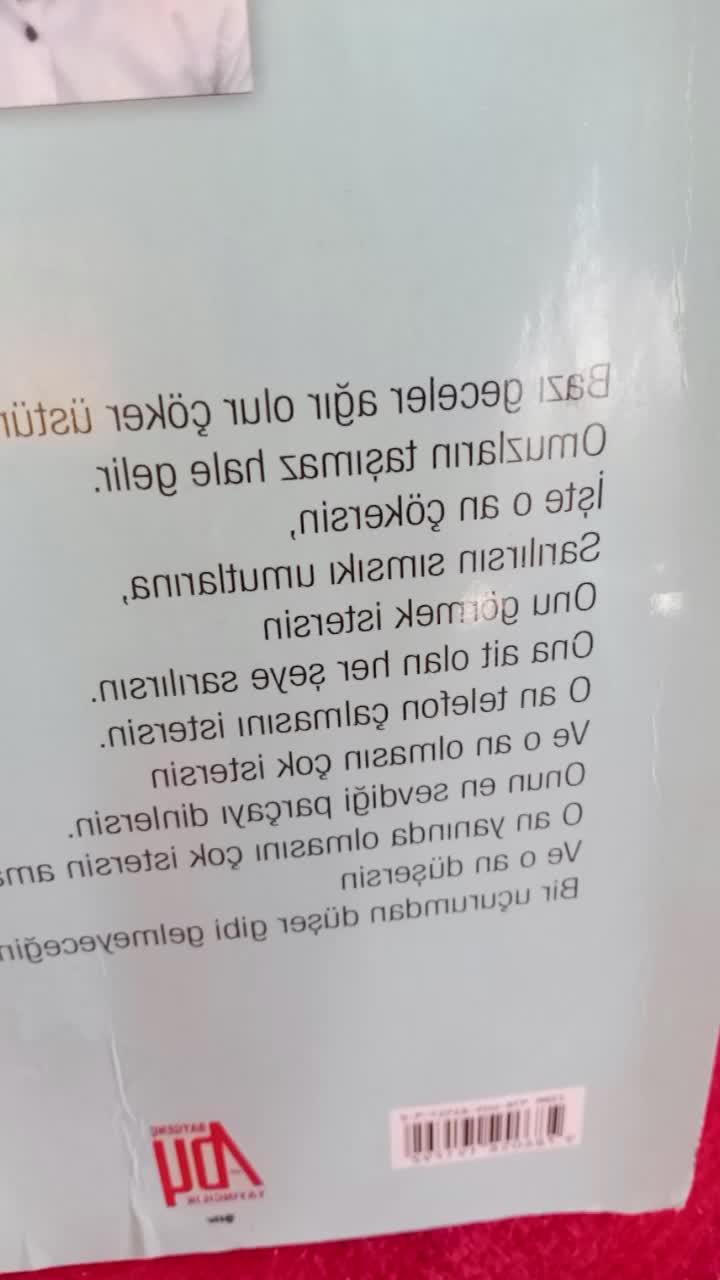 Bazı geceler ağır olur çöker üstün
Omuzların taşımaz hale gelir.
İşte o an çökersin,
Sarılırsın sımsıkı umutlarına,
Onu görmek istersin
Ona ait olan her şeye sarılırsın.
O an telefon çalmasını istersin.
Ve o an olmasın çok istersin
Onun en sevdiği parçayı dinlersin.
O an yanında olmasını çok istersin ama
Ve o an düşersin
Bir uçurumdan düşer gibi gelmeyeceğin
YAYINCILIK